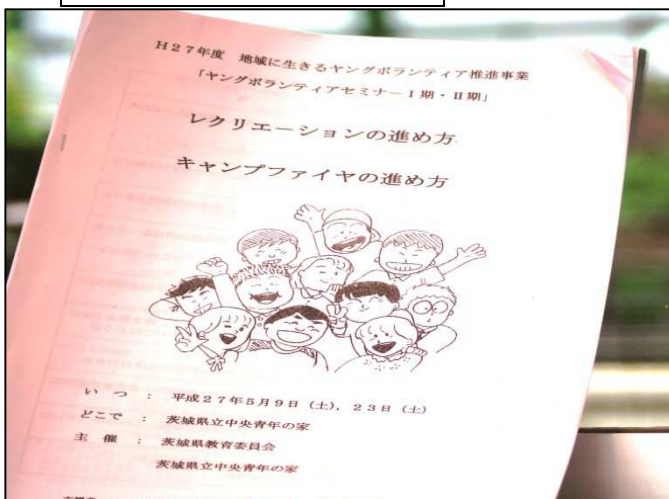 H27年度 地域に生きるヤングボランティア推進事業
「ヤングボランティアセミナーⅠ期・Ⅱ期」
レクリエーションの進め方
キャンプファイヤの進め方
いつ : 平成27年5月9日(土),23日(土)
どこで : 茨城県立中央青年の家
主催 : 茨城県教育委員会
茨城県立中央青年の家